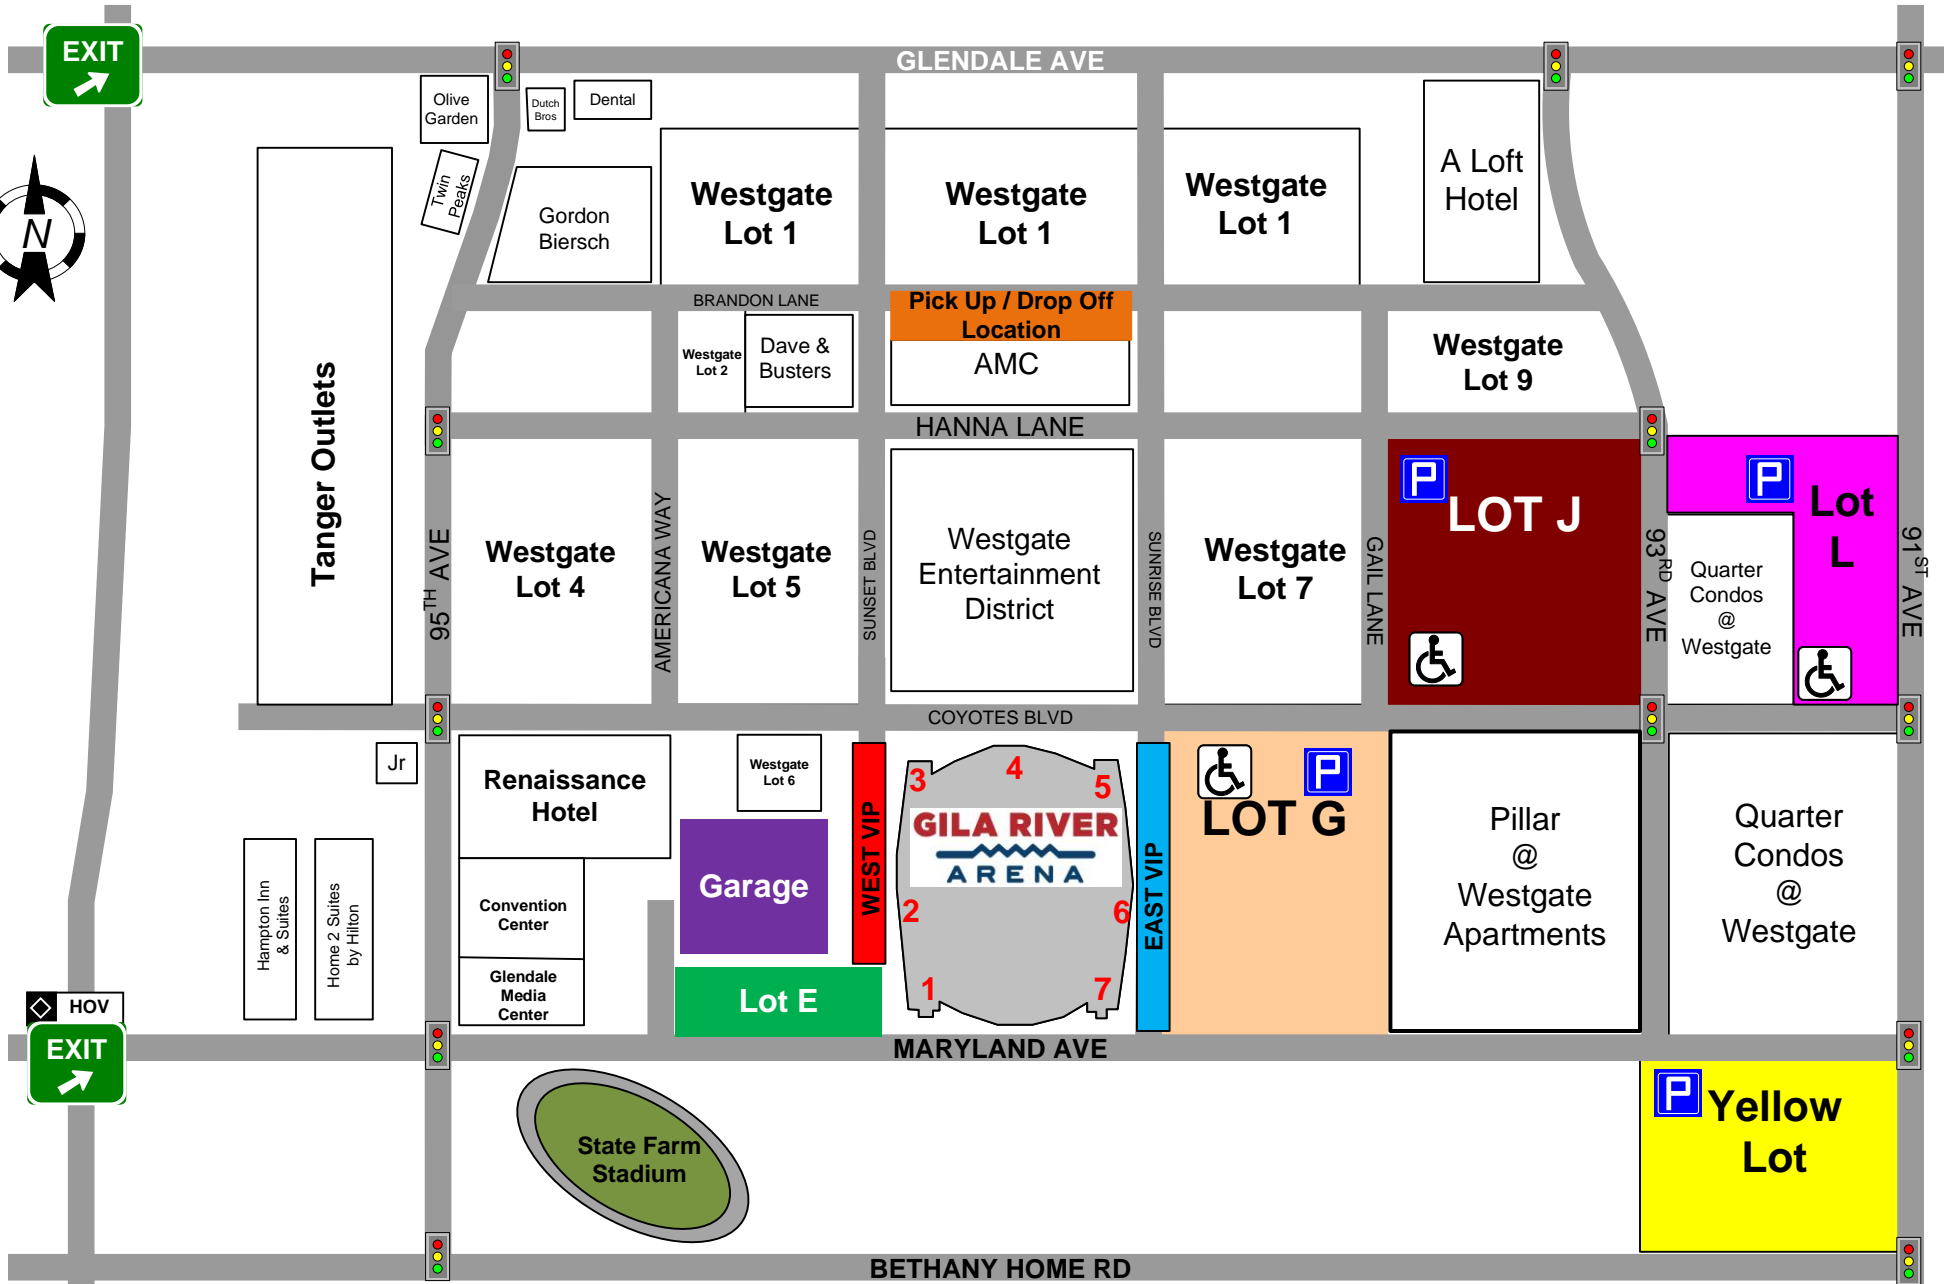 EXIT
GLENDALE AVE
Olive
Garden
Dutch
Bros
Dental
Twin
Peaks
Gordon
Biersch
Westgate
Lot 1
Westgate
Lot 1
Westgate
Lot 1
A Loft
Hotel
N
BRANDON LANE
Pick Up / Drop Off
Location
AMC
Westgate
Lot 2
Dave &
Busters
Westgate
Lot 9
HANNA LANE
Tanger Outlets
95TH AVE
Westgate
Lot 4
AMERICANA WAY
Westgate
Lot 5
SUNSET BLVD
Westgate
Entertainment
District
SUNRISE BLVD
Westgate
Lot 7
GAIL LANE
P
LOT J
93RD AVE
P
Lot
L
Quarter
Condos
@
Westgate
91ST AVE
COYOTES BLVD
Jr
Renaissance
Hotel
Westgate
Lot 6
WEST VIP
3
4
5
GILA RIVER
ARENA
2
6
1
7
EAST VIP
P
LOT G
Pillar
@
Westgate
Apartments
Quarter
Condos
@
Westgate
Garage
Convention
Center
Hampton Inn
& Suites
Home 2 Suites
by Hilton
Glendale
Media
Center
Lot E
HOV
EXIT
MARYLAND AVE
P
Yellow
Lot
State Farm
Stadium
BETHANY HOME RD